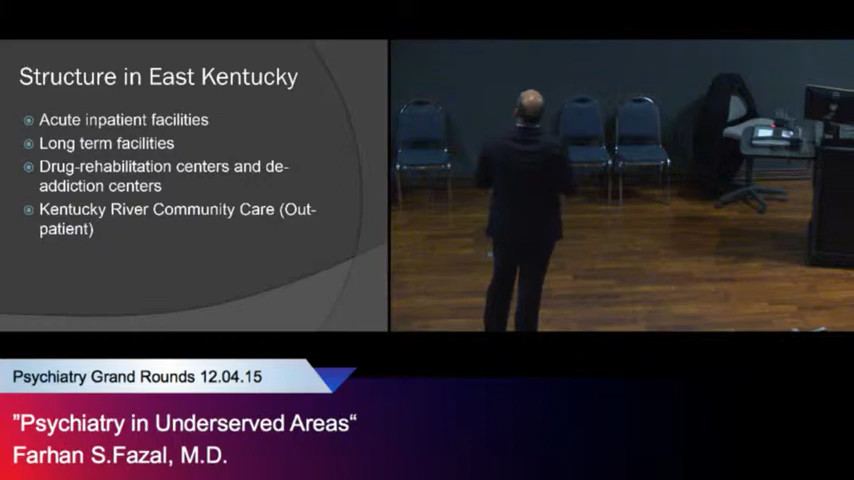 Structure in East Kentucky
Acute inpatient facilities
Long term facilities
Drug-rehabilitation centers and de-
addiction centers
Kentucky River Community Care (Out-
patient)
Psychiatry Grand Rounds 12.04.15
”Psychiatry in Underserved Areas“
Farhan S.Fazal, M.D.